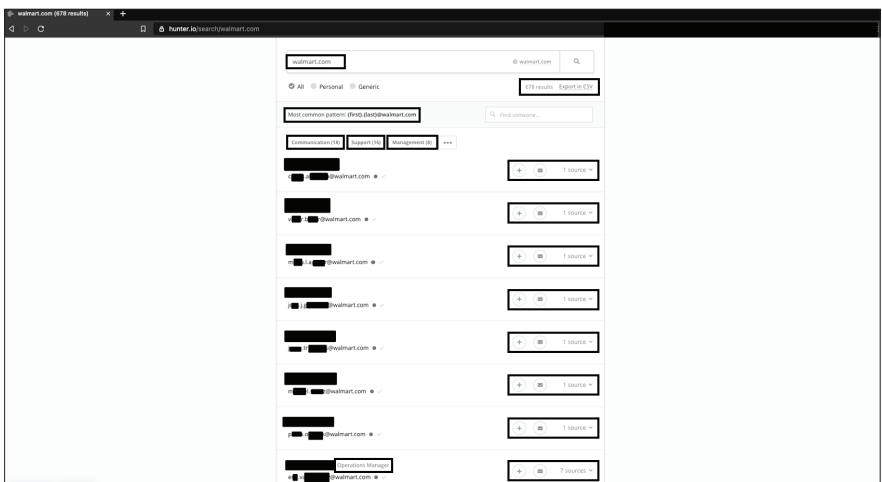 walmart.com (678 results)
hunter.io/search/walmart.com
walmart.com
walmart.com
All Personal Generic
678 results Export in CSV
Most common pattern: {first}.{last}@walmart.com
Find someone...
Communication (18) Support (16) Management (8)
@walmart.com
1 source
@walmart.com
1 source
@walmart.com
1 source
@walmart.com
1 source
@walmart.com
1 source
@walmart.com
1 source
@walmart.com
1 source
Operations Manager
@walmart.com
7 sources